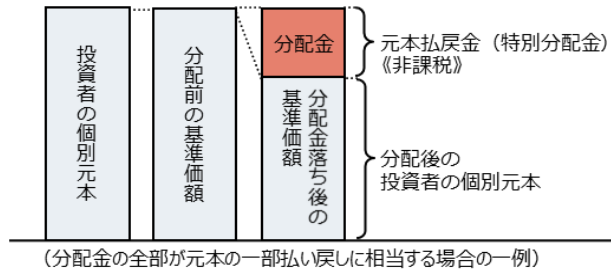 投資者の個別元本
分配前の基準価額
分配金
分配金落ち後の
基準価額
元本払戻金（特別分配金）
《非課税》
分配後の
投資者の個別元本
（分配金の全部が元本の一部払い戻しに相当する場合の一例）